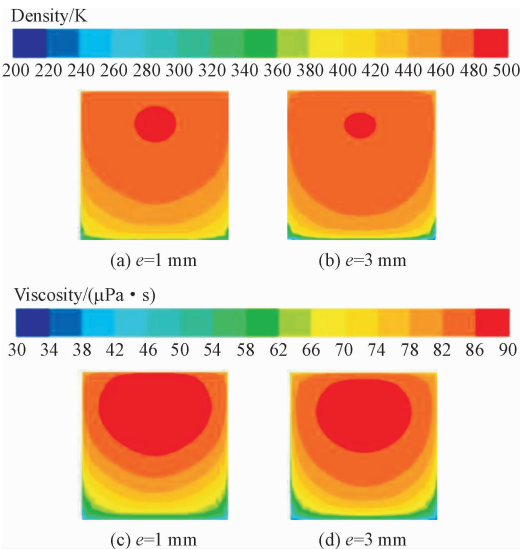 Density/K
200 220 240 260 280 300 320 340 360 380 400 420 440 460 480 500
(a) e=1 mm (b) e=3 mm
Viscosity/(μPa・s)
30 34 38 42 46 50 54 58 62 66 70 74 78 82 86 90
(c) e=1 mm (d) e=3 mm